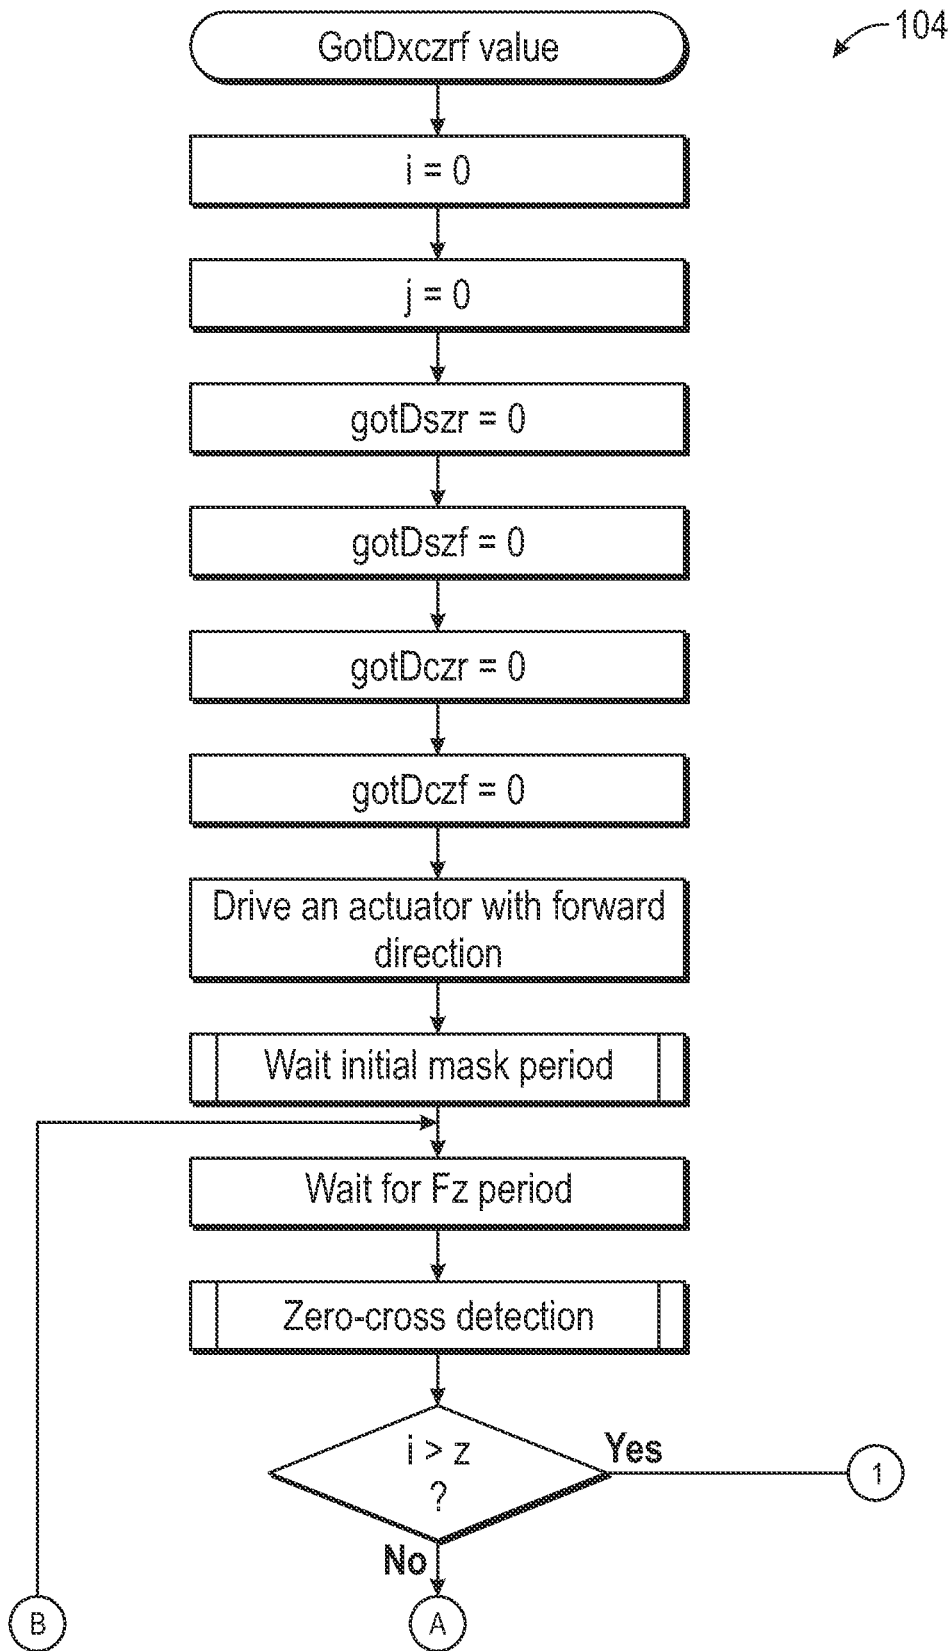 104
GotDxczrf value
i = 0
j = 0
gotDszr = 0
gotDszf = 0
gotDczr = 0
gotDczf = 0
Drive an actuator with forward
direction
Wait initial mask period
Wait for Fz period
Zero-cross detection
i > z
?
Yes
1
No
B
A